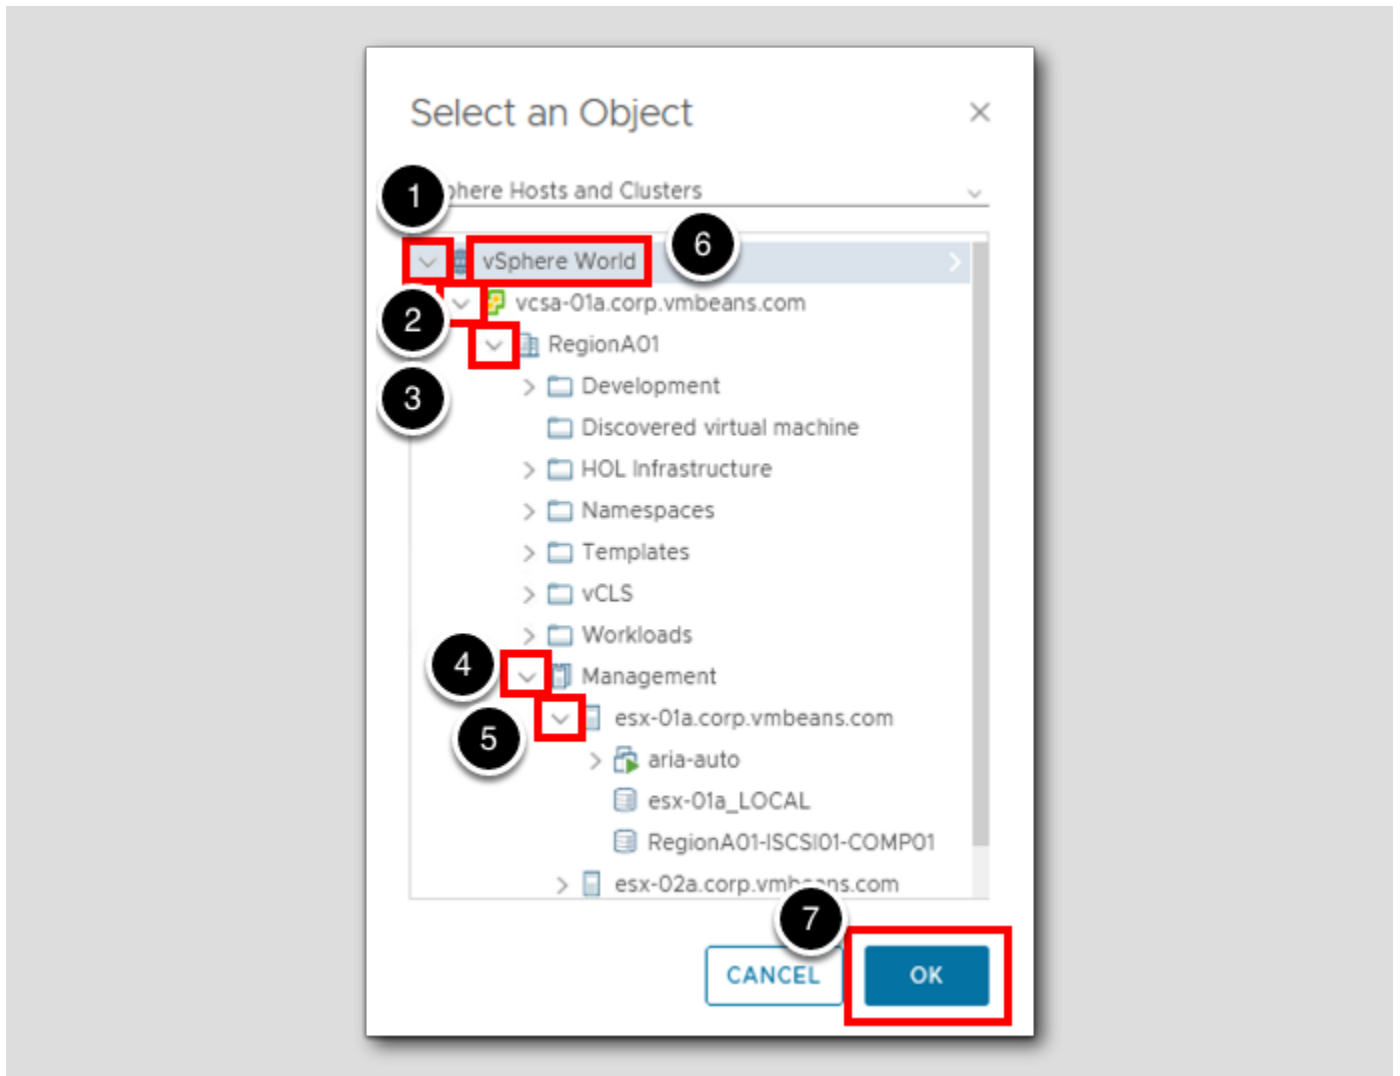 Select an Object
1
phere Hosts and Clusters
vSphere World
6
2
vcsa-01a.corp.vmbeans.com
RegionA01
3
Development
Discovered virtual machine
HOL Infrastructure
Namespaces
Templates
vCLS
Workloads
4
Management
5
esx-01a.corp.vmbeans.com
aria-auto
esx-01a_LOCAL
RegionA01-ISCSI01-COMP01
esx-02a.corp.vmbeans.com
7
CANCEL
OK